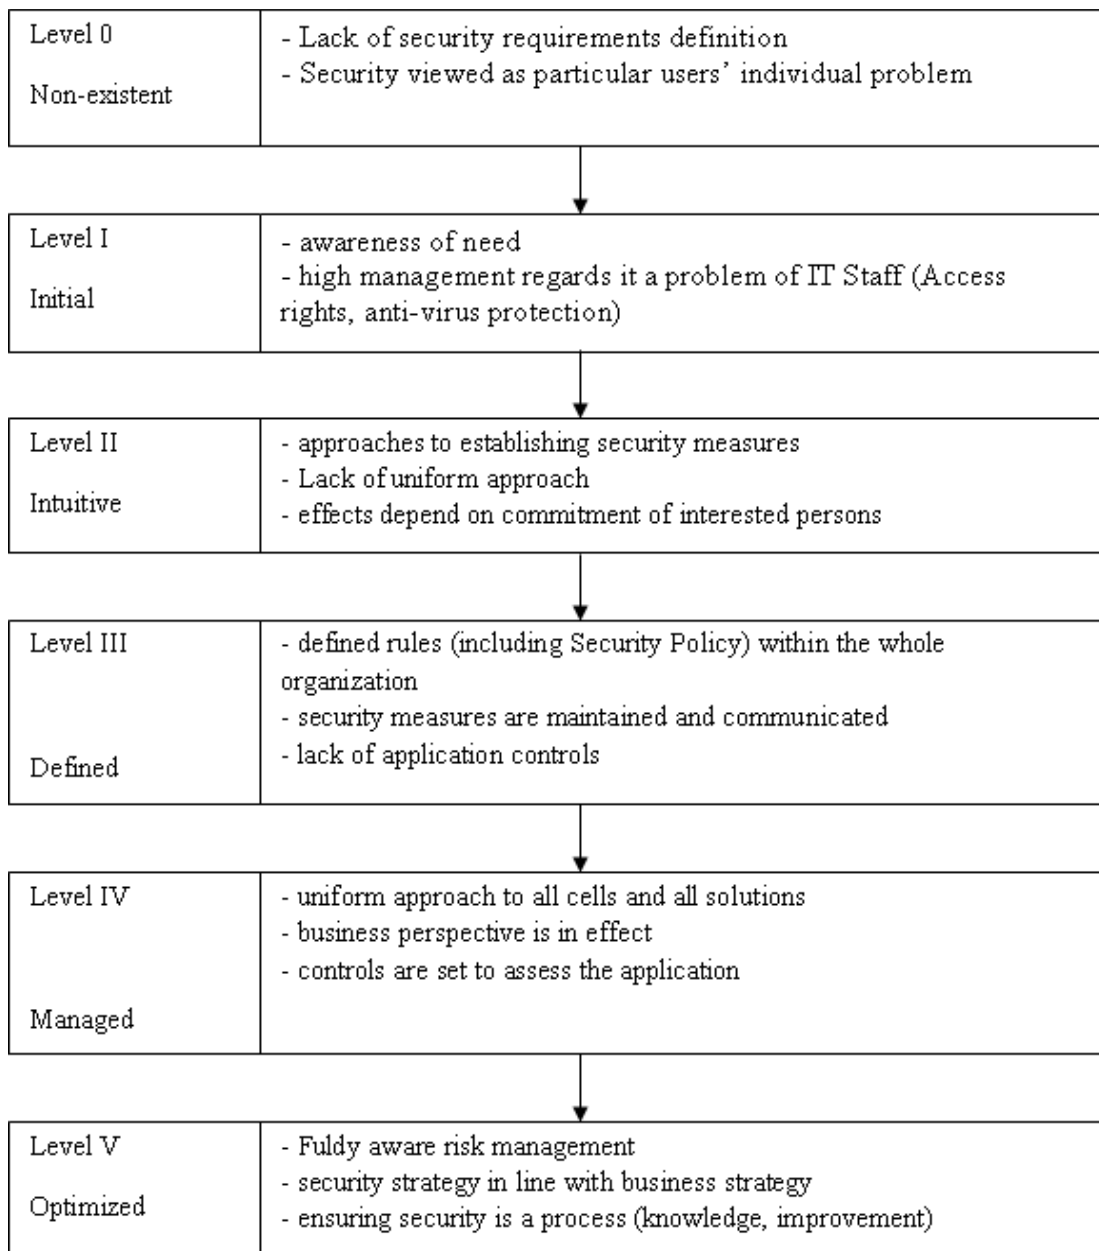 Level 0
Non-existent
- Lack of security requirements definition
- Security viewed as particular users’ individual problem
Level I
Initial
- awareness of need
- high management regards it a problem of IT Staff (Access
rights, anti-virus protection)
Level II
Intuitive
- approaches to establishing security measures
- Lack of uniform approach
- effects depend on commitment of interested persons
Level III
Defined
- defined rules (including Security Policy) within the whole
organization
- security measures are maintained and communicated
- lack of application controls
Level IV
Managed
- uniform approach to all cells and all solutions
- business perspective is in effect
- controls are set to assess the application
Level V
Optimized
- Fuldy aware risk management
- security strategy in line with business strategy
- ensuring security is a process (knowledge, improvement)